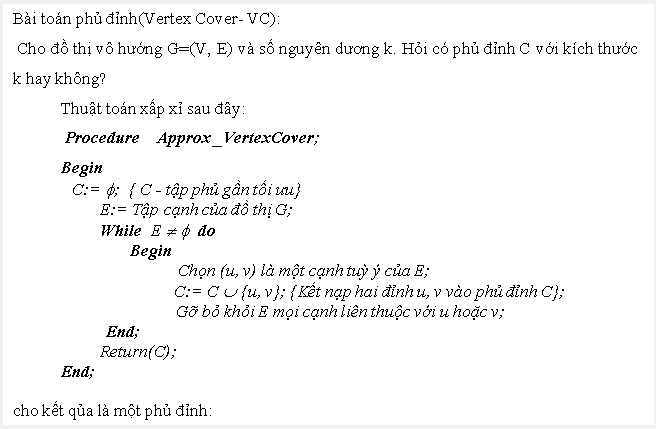 Bài toán phủ đỉnh(Vertex Cover- VC):
Cho đồ thị vô hướng G=(V, E) và số nguyên dương k. Hỏi có phủ đỉnh C với kích thước
k hay không?
Thuật toán xấp xỉ sau đây:
Procedure Approx_VertexCover;
Begin
C:= ϕ; { C - tập phủ gần tối ưu}
E:= Tập cạnh của đồ thị G;
While E ≠ ϕ do
Begin
Chọn (u, v) là một cạnh tuỳ ý của E;
C:= C ∪ {u, v}; {Kết nạp hai đỉnh u, v vào phủ đỉnh C};
Gỡ bỏ khỏi E mọi cạnh liên thuộc với u hoặc v;
End;
Return(C);
End;
cho kết qủa là một phủ đỉnh: